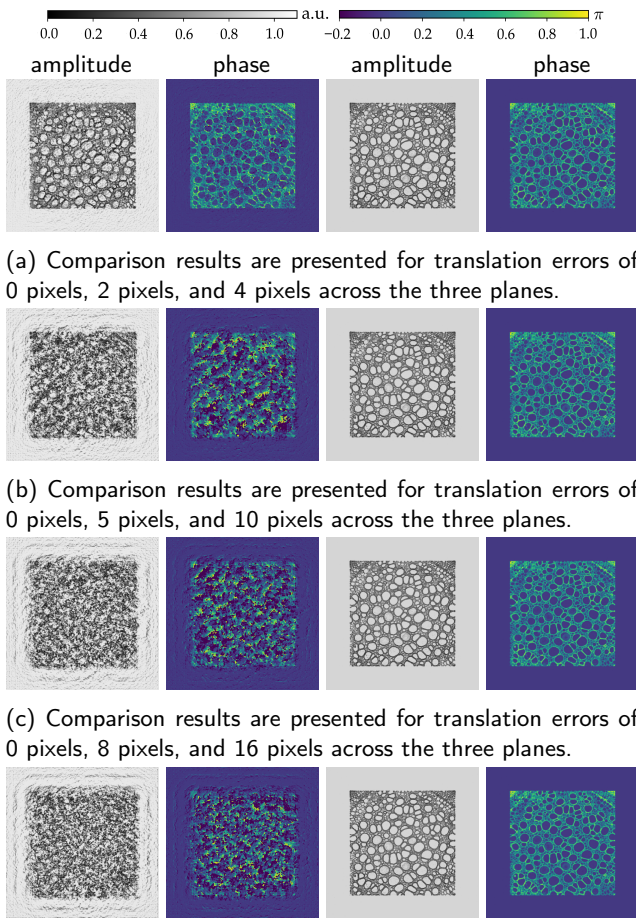 a.u. π
0.0 0.2 0.4 0.6 0.8 1.0 −0.2 0.0 0.2 0.4 0.6 0.8 1.0
amplitude phase amplitude phase
(a) Comparison results are presented for translation errors of
0 pixels, 2 pixels, and 4 pixels across the three planes.
(b) Comparison results are presented for translation errors of
0 pixels, 5 pixels, and 10 pixels across the three planes.
(c) Comparison results are presented for translation errors of
0 pixels, 8 pixels, and 16 pixels across the three planes.